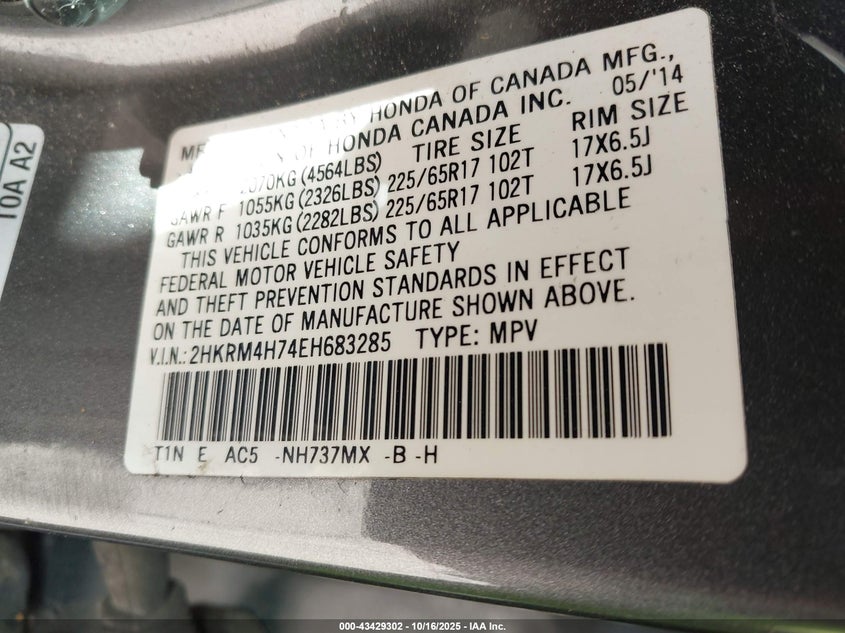 HONDA OF CANADA MFG.,
OF HONDA CANADA INC. 05/'14
TIRE SIZE RIM SIZE
(4564LBS)
GAWR F 1055KG(2326LBS) 225/65R17 102T 17X6.5J
GAWR R 1035KG(2282LBS) 225/65R17 102T 17X6.5J
THIS VEHICLE CONFORMS TO ALL APPLICABLE
FEDERAL MOTOR VEHICLE SAFETY
AND THEFT PREVENTION STANDARDS IN EFFECT
ON THE DATE OF MANUFACTURE SHOWN ABOVE.
V.I.N.: 2HKRM4H74EH683285 TYPE: MPV
T1N E AC5 -NH737MX -B -H
10A A2
000-43429302 - 10/16/2025 - IAA Inc.